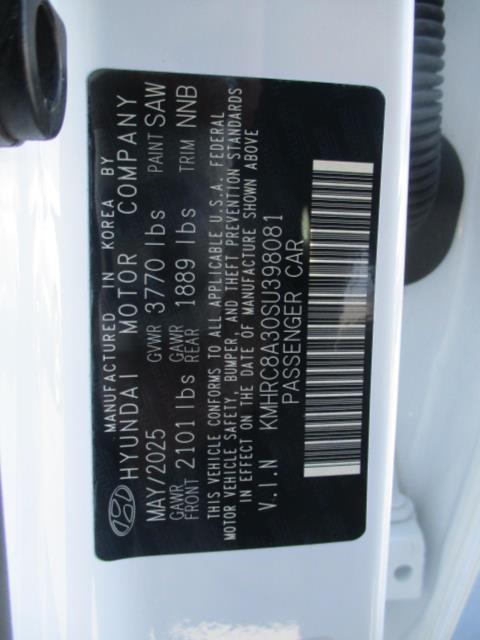 MANUFACTURED IN KOREA BY
HYUNDAI MOTOR COMPANY
MAY/2025 GVWR 3770 lbs PAINT SAW
GAWR FRONT 2101 lbs GAWR REAR 1889 lbs TRIM NNB
THIS VEHICLE CONFORMS TO ALL APPLICABLE U.S.A. FEDERAL
MOTOR VEHICLE SAFETY, BUMPER, AND THEFT PREVENTION STANDARDS
IN EFFECT ON THE DATE OF MANUFACTURE SHOWN ABOVE
V.I.N KMHRC8A30SU398081
PASSENGER CAR